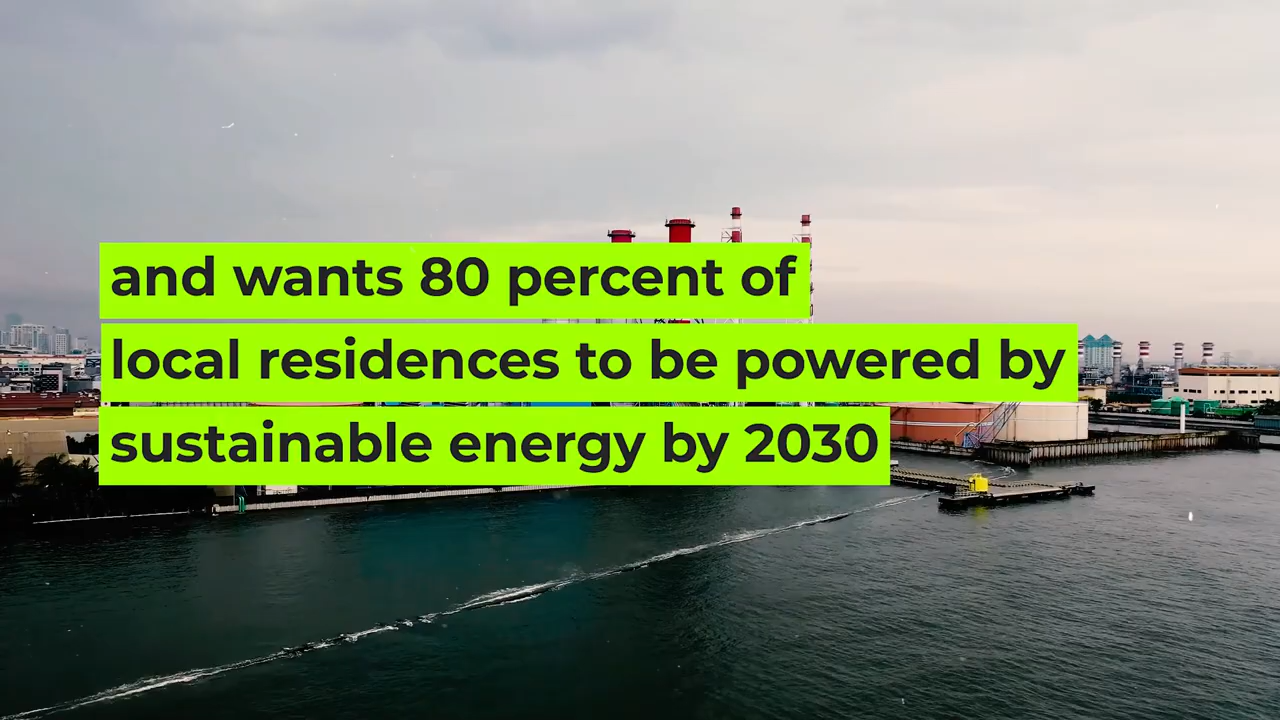 and wants 80 percent of
local residences to be powered by
sustainable energy by 2030